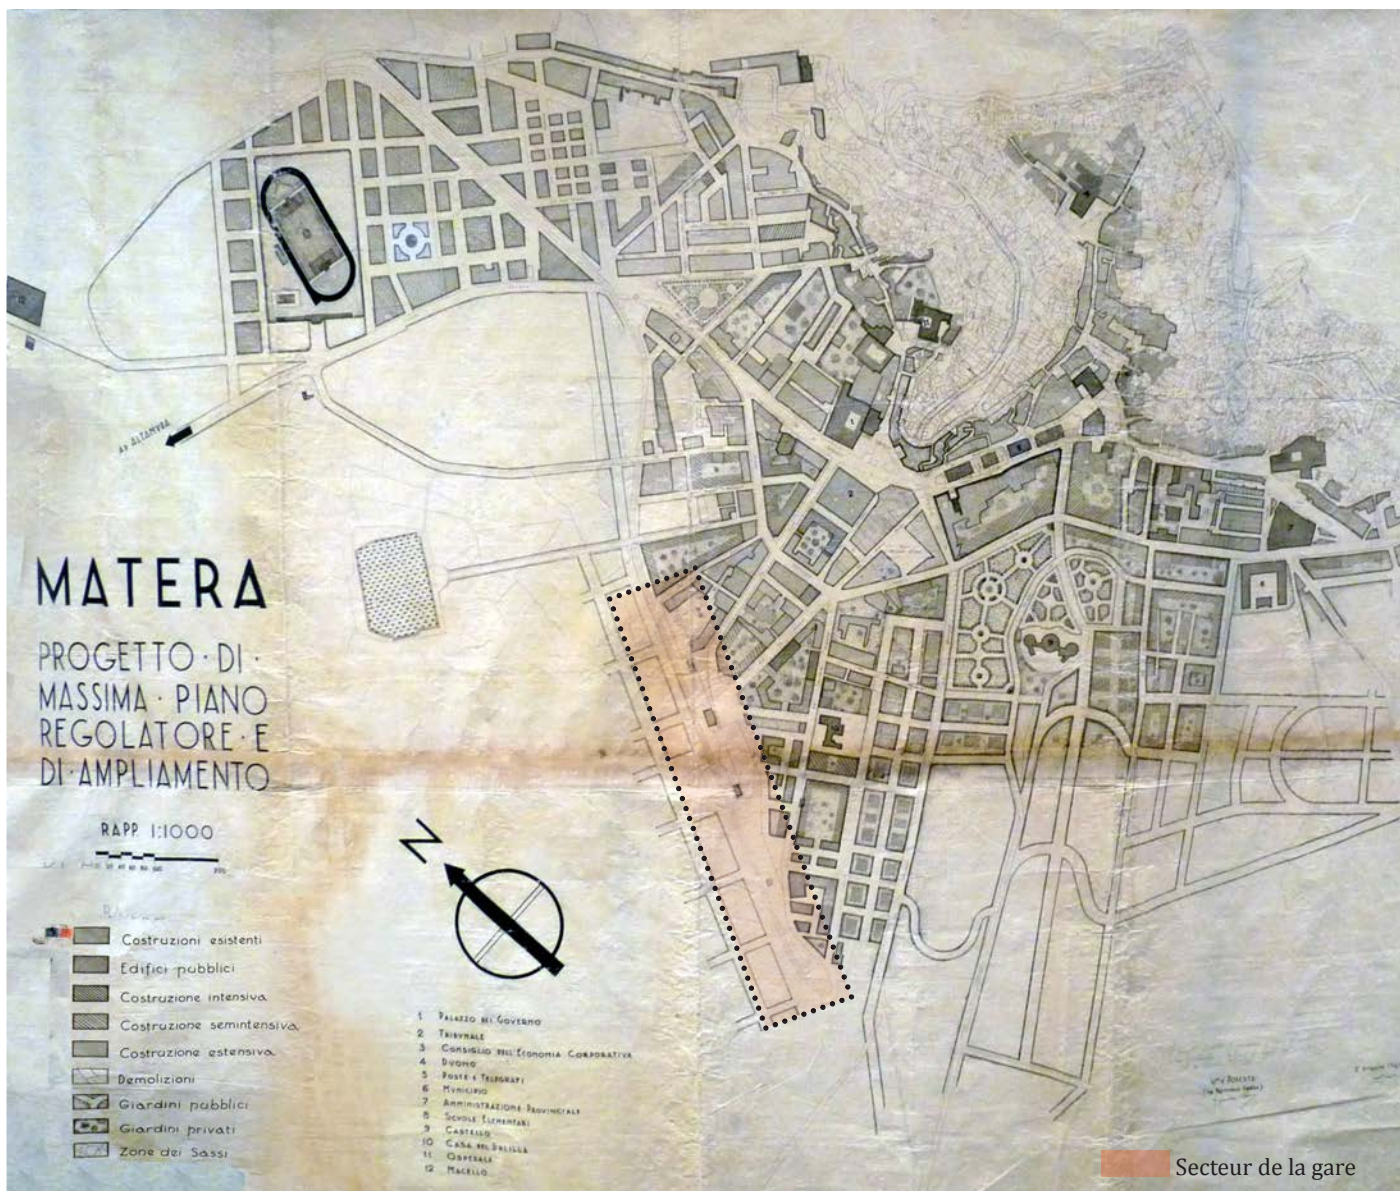 AP ALTAMURA
MATERA
PROGETTO · DI ·
MASSIMA · PIANO
REGOLATORE · E
DI · AMPLIAMENTO
RAPP. 1:1000
N
Costruzioni esistenti
Edifici pubblici
Costruzione intensiva
Costruzione semintensiva
Costruzione estensiva
Demolizioni
Giardini pubblici
Giardini privati
Zone dei Sassi
1 PALAZZO DEL GOVERNO
2 TRIBUNALE
3 CONSIGLIO DELL'ECONOMIA CORPORATIVA
4 DUOMO
5 POSTE E TELEGRAFI
6 MUNICIPIO
7 AMMINISTRAZIONE PROVINCIALE
8 SCUOLE ELEMENTARI
9 CASTELLO
10 CASA DEL BALILLA
11 OSPEDALE
12 MACELLO
Secteur de la gare